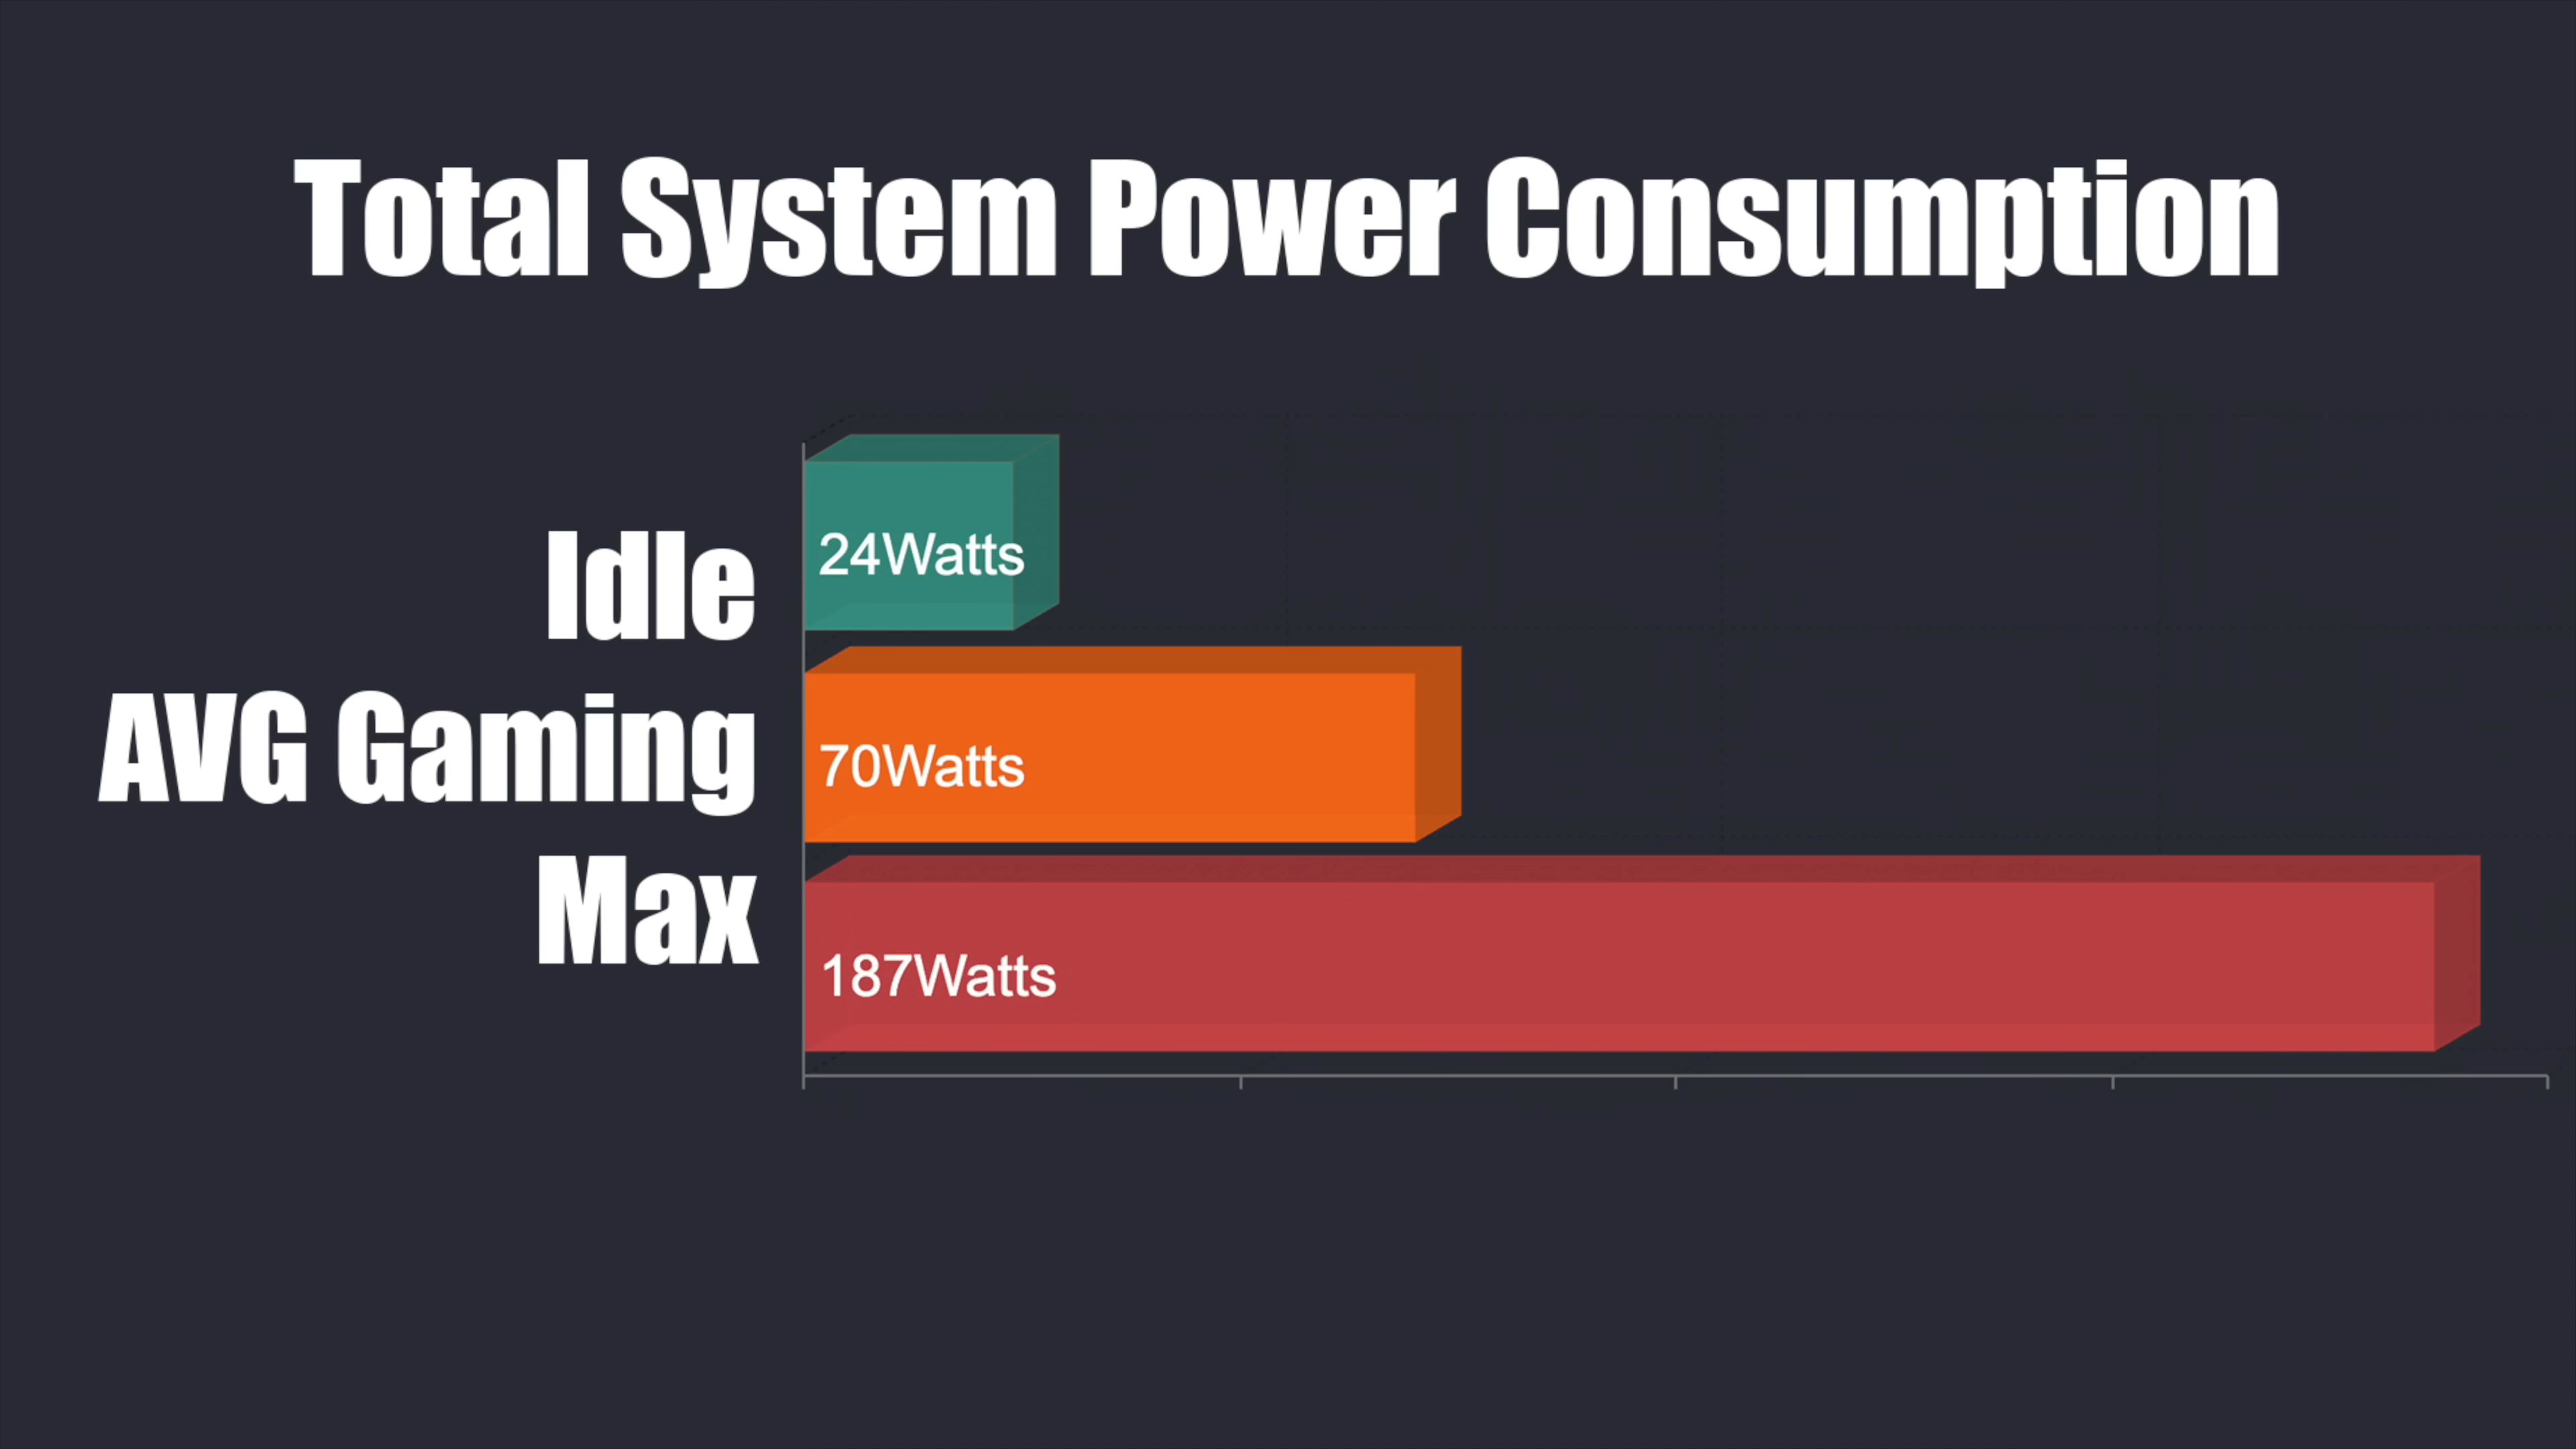 Total System Power Consumption
Idle
24Watts
AVG Gaming
70Watts
Max
187Watts